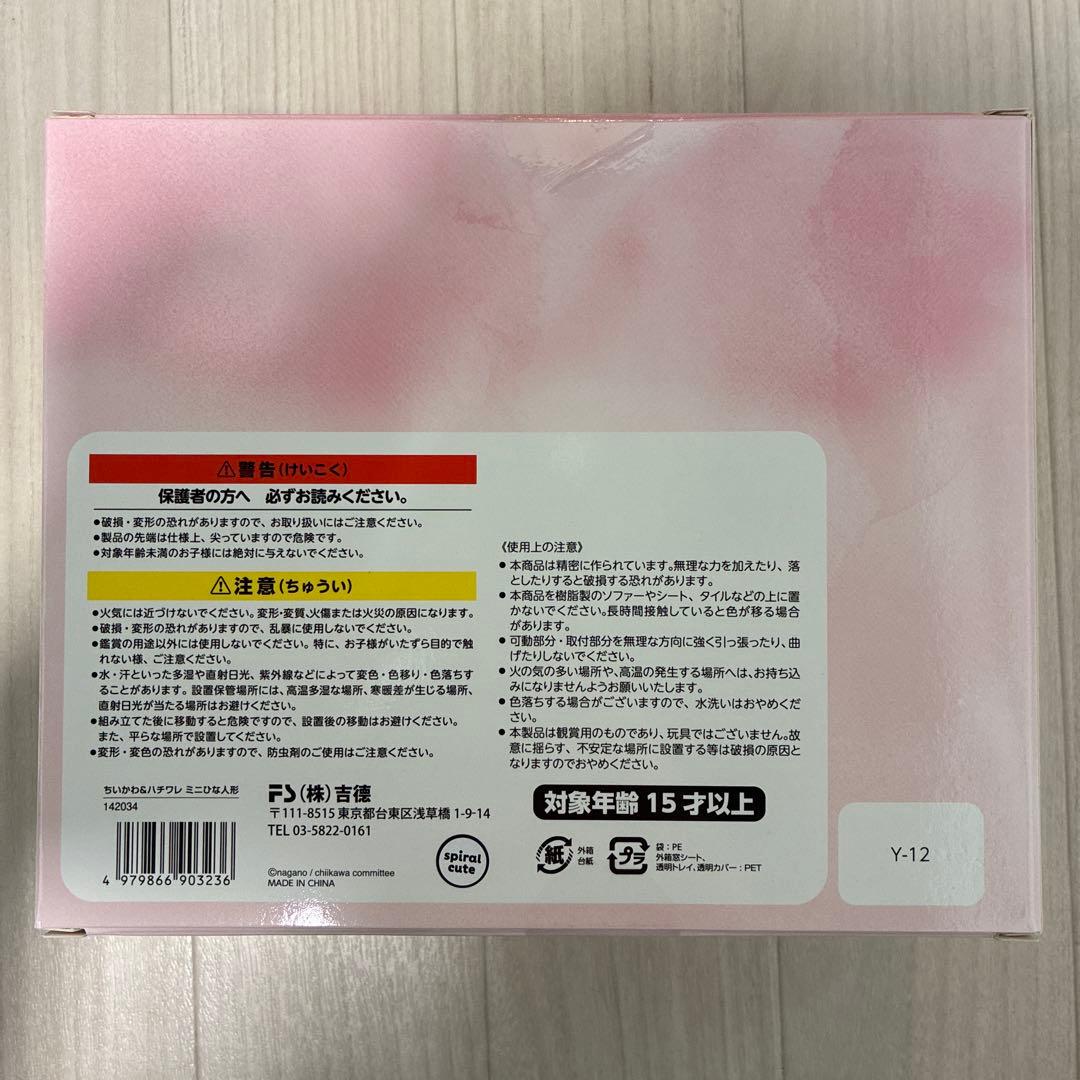 ⚠警告(けいこく)
保護者の方へ 必ずお読みください。
●破損・変形の恐れがありますので、お取り扱いにはご注意ください。
●製品の先端は仕様上、尖っていますので危険です。
●対象年齢未満のお子様には絶対に与えないでください。
⚠注意(ちゅうい)
●火気には近づけないでください。変形・変質、火傷または火災の原因になります。
●破損・変形の恐れがありますので、乱暴に使用しないでください。
●鑑賞の用途以外には使用しないでください。特に、お子様がいたずら目的で触
れない様、ご注意ください。
●水・汗といった多湿や直射日光、紫外線などによって変色・色移り・色落ちす
ることがあります。設置保管場所には、高温多湿な場所、寒暖差が生じる場所、
直射日光が当たる場所はお避けください。
●組み立てた後に移動すると危険ですので、設置後の移動はお避けください。
また、平らな場所で設置してください。
●変形・変色の恐れがありますので、防虫剤のご使用はご注意ください。
《使用上の注意》
● 本商品は精密に作られています。無理な力を加えたり、落
としたりすると破損する恐れがあります。
● 本商品を樹脂製のソファーやシート、タイルなどの上に置
かないでください。長時間接触していると色が移る場合
があります。
● 可動部分・取付部分を無理な方向に強く引っ張ったり、曲
げたりしないでください。
● 火の気の多い場所や、高温の発生する場所へは、お持ち込
みになりませんようお願いいたします。
● 色落ちする場合がございますので、水洗いはおやめくだ
さい。
● 本製品は観賞用のものであり、玩具ではございません。故
意に揺らす、不安定な場所に設置する等は破損の原因と
なりますのでおやめください。
ちいかわ&ハチワレ ミニひな人形
142034
4 979866 903236
(株)吉德
〒111-8515 東京都台東区浅草橋 1-9-14
TEL 03-5822-0161
©nagano / chiikawa committee
MADE IN CHINA
spiral
cute
対象年齢 15才以上
紙
外箱
台紙
プラ
袋:PE
外箱窓シート、
透明トレイ、透明カバー:PET
Y-12